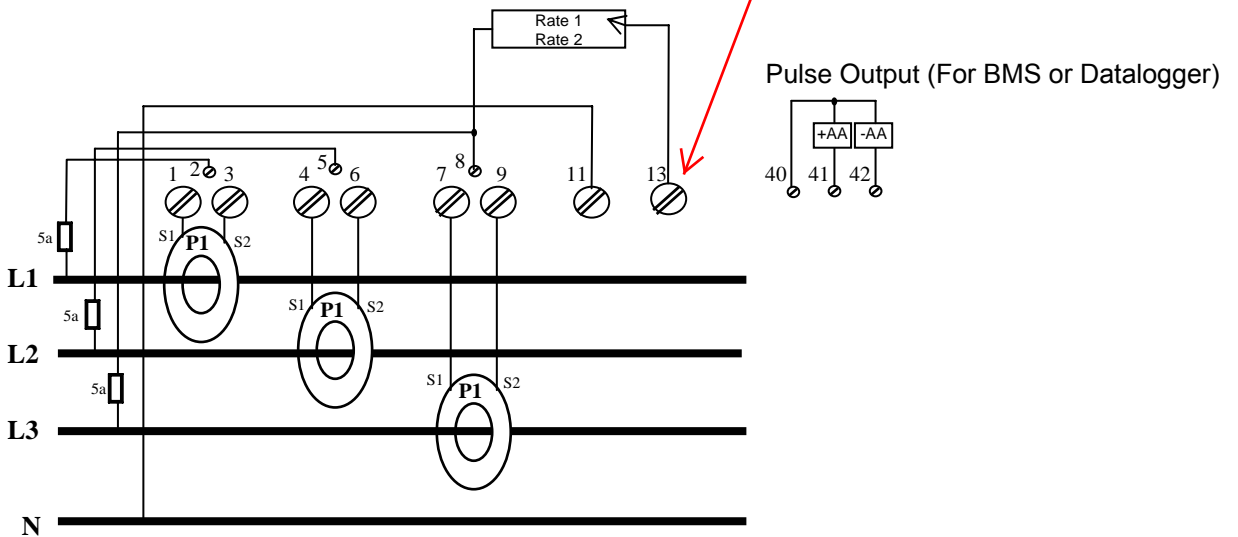 Rate 1
Rate 2
Pulse Output (For BMS or Datalogger)
+AA -AA
1 2 3 4 5 6 7 8 9 11 13 40 41 42
5a S1 P1 S2
L1
5a S1 P1 S2
L2
5a S1 P1 S2
L3
N